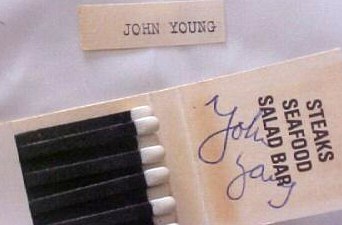 JOHN YOUNG
STEAKS
SEAFOOD
SALAD BAR
John
Young